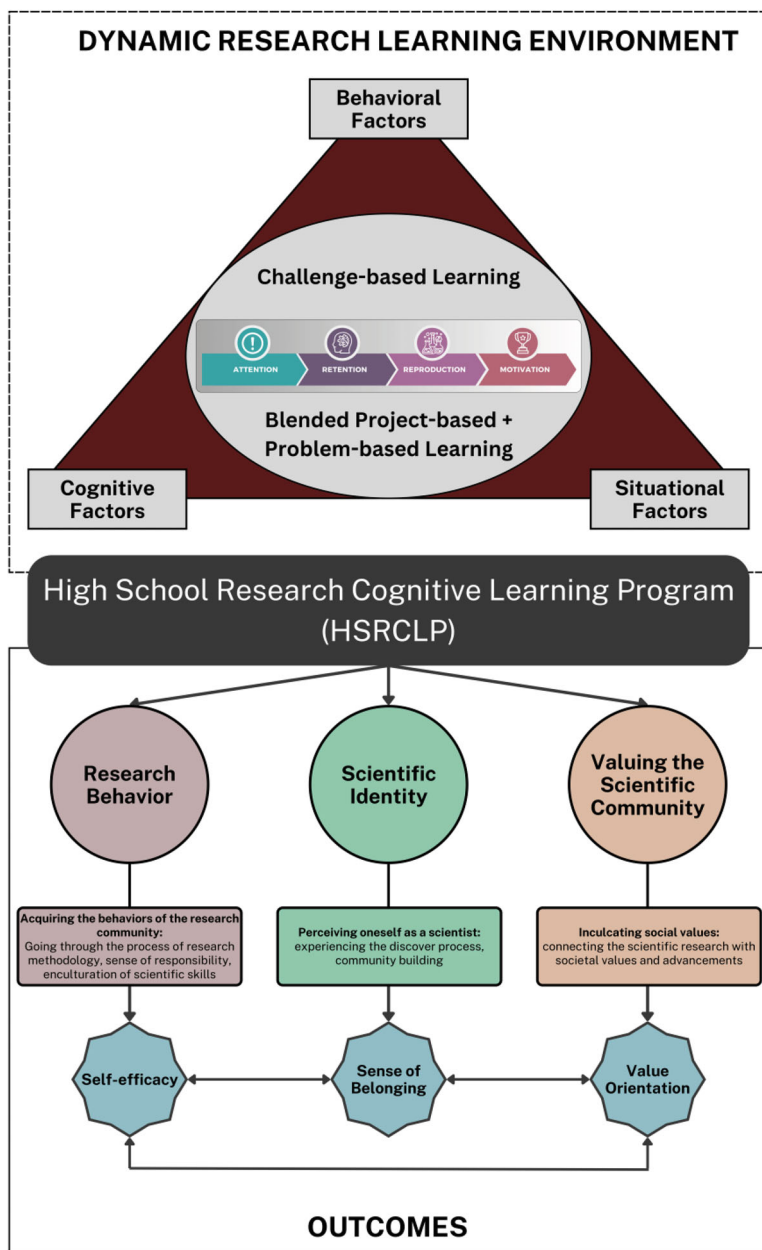 DYNAMIC RESEARCH LEARNING ENVIRONMENT
Behavioral
Factors
Challenge-based Learning
ATTENTION
RETENTION
REPRODUCTION
MOTIVATION
Blended Project-based +
Problem-based Learning
Cognitive
Factors
Situational
Factors
High School Research Cognitive Learning Program
(HSRCLP)
Research
Behavior
Scientific
Identity
Valuing the
Scientific
Community
Acquiring the behaviors of the research
community:
Going through the process of research
methodology, sense of responsibility,
enculturation of scientific skills
Perceiving oneself as a scientist:
experiencing the discover process,
community building
Inculcating social values:
connecting the scientific research with
societal values and advancements
Self-efficacy
Sense of
Belonging
Value
Orientation
OUTCOMES